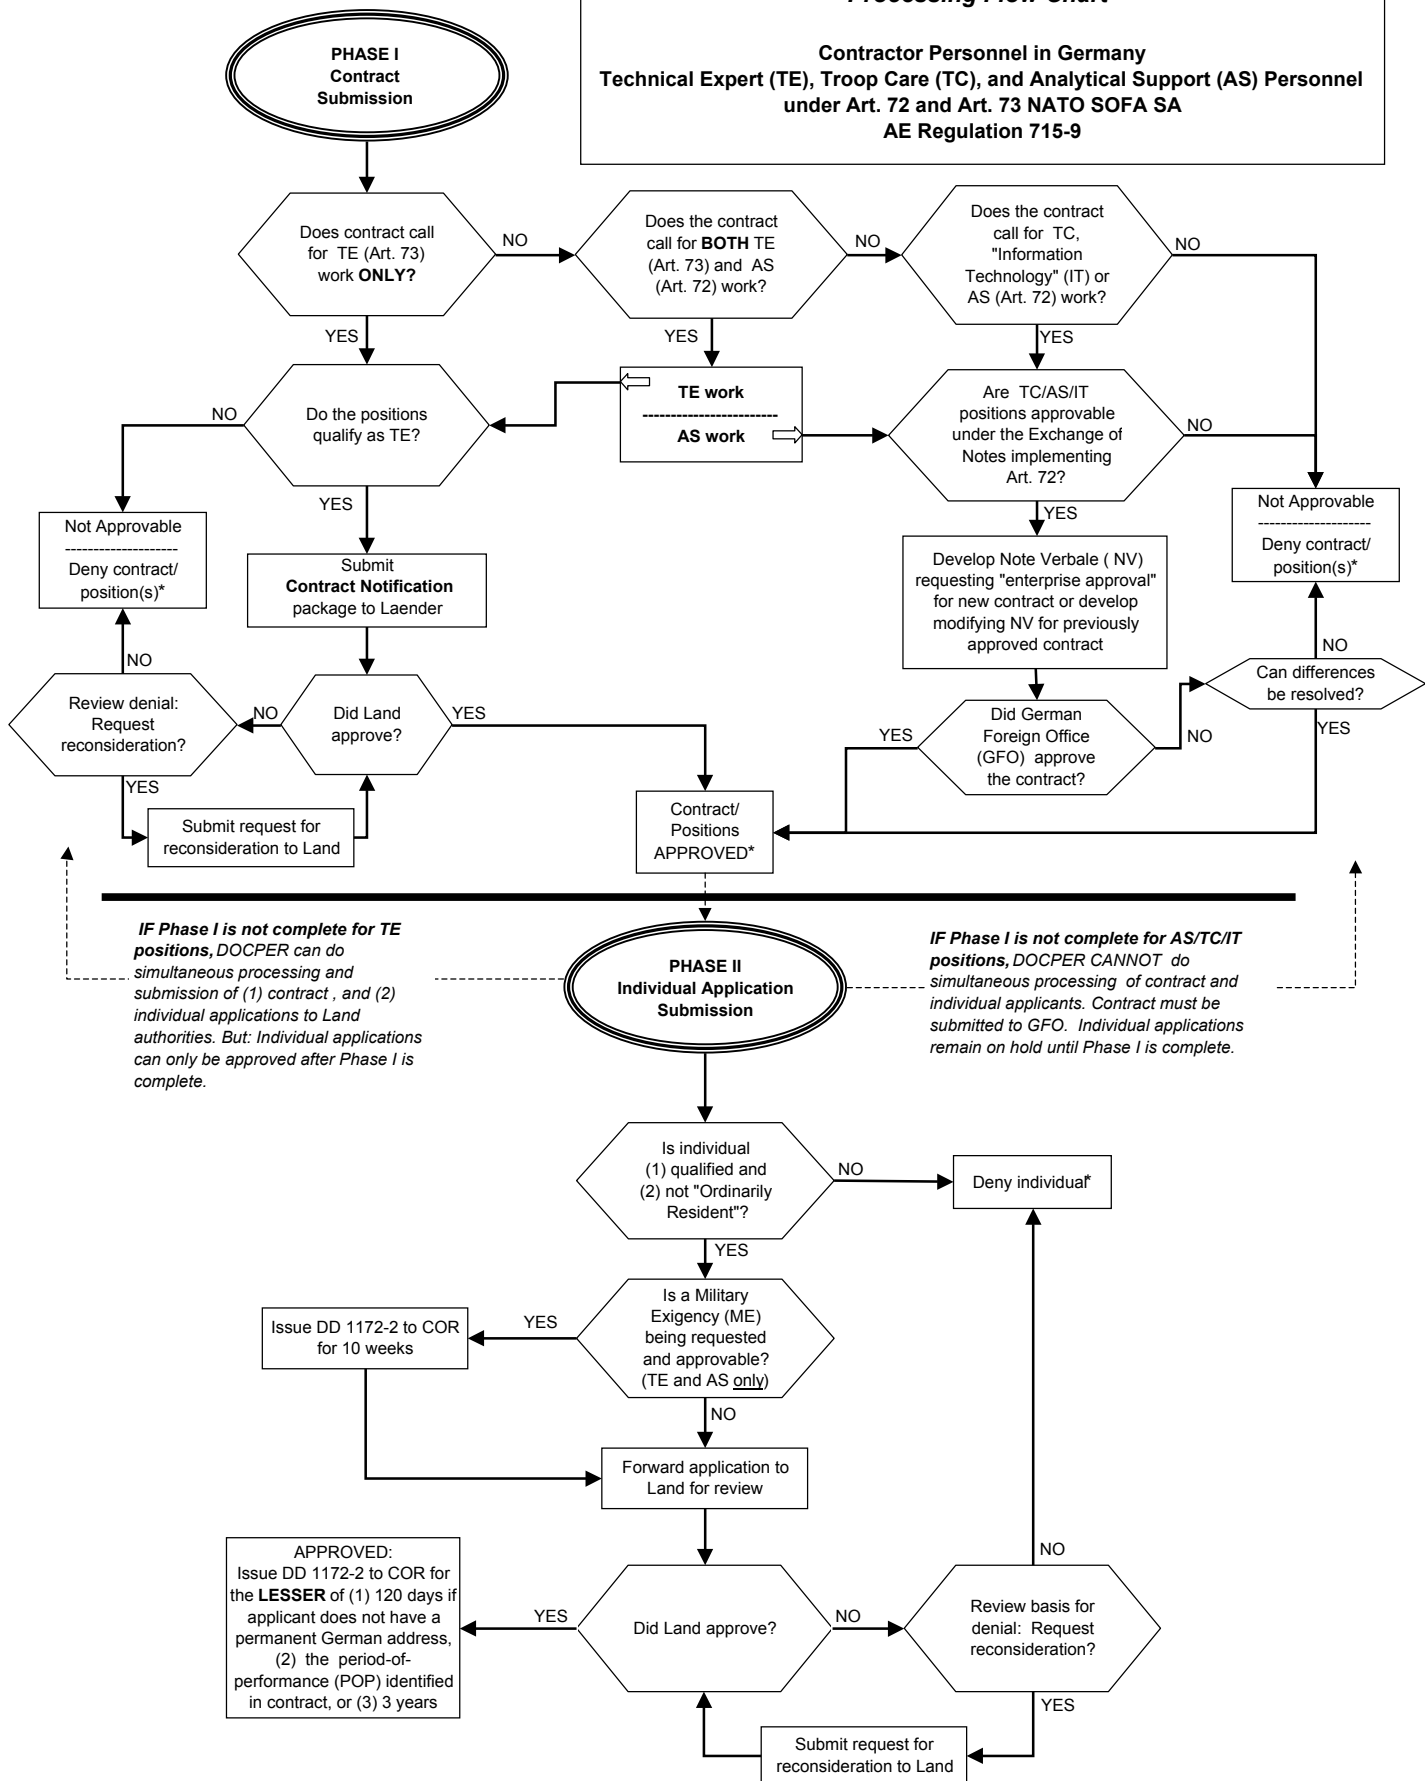 Processing Flow Chart
PHASE I
Contract
Submission
Contractor Personnel in Germany
Technical Expert (TE), Troop Care (TC), and Analytical Support (AS) Personnel
under Art. 72 and Art. 73 NATO SOFA SA
AE Regulation 715-9
Does contract call
for TE (Art. 73)
work ONLY?
NO
YES
Does the contract
call for BOTH TE
(Art. 73) and AS
(Art. 72) work?
NO
YES
Does the contract
call for TC,
"Information
Technology" (IT) or
AS (Art. 72) work?
NO
YES
Do the positions
qualify as TE?
NO
YES
TE work
------------------------
AS work
Are TC/AS/IT
positions approvable
under the Exchange of
Notes implementing
Art. 72?
NO
YES
Not Approvable
--------------------
Deny contract/
position(s)*
Submit
Contract Notification
package to Laender
Develop Note Verbale ( NV)
requesting "enterprise approval"
for new contract or develop
modifying NV for previously
approved contract
Not Approvable
--------------------
Deny contract/
position(s)*
NO
Review denial:
Request
reconsideration?
YES
NO
Did Land
approve?
YES
Submit request for
reconsideration to Land
Contract/
Positions
APPROVED*
YES
Did German
Foreign Office
(GFO) approve
the contract?
NO
NO
Can differences
be resolved?
YES
IF Phase I is not complete for TE
positions, DOCPER can do
simultaneous processing and
submission of (1) contract , and (2)
individual applications to Land
authorities. But: Individual applications
can only be approved after Phase I is
complete.
PHASE II
Individual Application
Submission
IF Phase I is not complete for AS/TC/IT
positions, DOCPER CANNOT do
simultaneous processing of contract and
individual applicants. Contract must be
submitted to GFO. Individual applications
remain on hold until Phase I is complete.
Is individual
(1) qualified and
(2) not "Ordinarily
Resident"?
NO
YES
Deny individual*
Is a Military
Exigency (ME)
being requested
and approvable?
(TE and AS only)
YES
NO
Issue DD 1172-2 to COR
for 10 weeks
Forward application to
Land for review
APPROVED:
Issue DD 1172-2 to COR for
the LESSER of (1) 120 days if
applicant does not have a
permanent German address,
(2) the period-of-
performance (POP) identified
in contract, or (3) 3 years
YES
Did Land approve?
NO
NO
Review basis for
denial: Request
reconsideration?
YES
Submit request for
reconsideration to Land